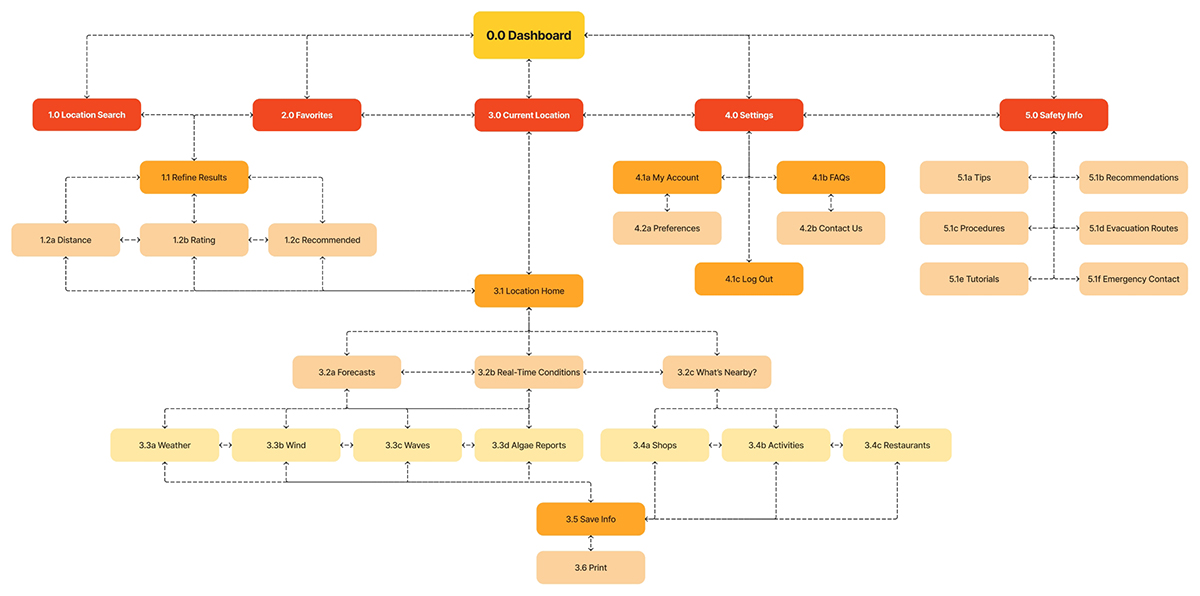 0.0 Dashboard
1.0 Location Search
2.0 Favorites
3.0 Current Location
4.0 Settings
5.0 Safety Info
1.1 Refine Results
4.1a My Account
4.1b FAQs
5.1a Tips
5.1b Recommendations
1.2a Distance
1.2b Rating
1.2c Recommended
4.2a Preferences
4.2b Contact Us
5.1c Procedures
5.1d Evacuation Routes
3.1 Location Home
4.1c Log Out
5.1e Tutorials
5.1f Emergency Contact
3.2a Forecasts
3.2b Real-Time Conditions
3.2c What's Nearby?
3.3a Weather
3.3b Wind
3.3c Waves
3.3d Algae Reports
3.4a Shops
3.4b Activities
3.4c Restaurants
3.5 Save Info
3.6 Print